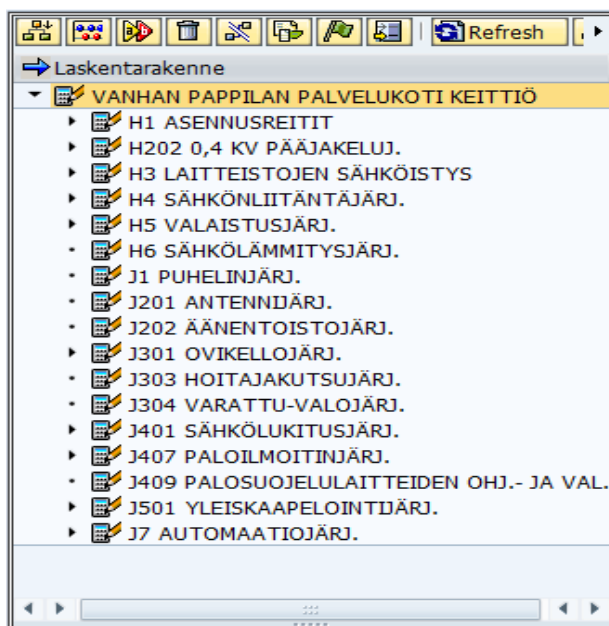 Refresh
Laskentarakenne
VANHAN PAPPILAN PALVELUKOTI KEITTIÖ
H1 ASENNUSREITIT
H202 0,4 KV PÄÄJAKELUJ.
H3 LAITTEISTOJEN SÄHKÖISTYS
H4 SÄHKÖNLIITÄNTÄJÄRJ.
H5 VALAISTUSJÄRJ.
H6 SÄHKÖLÄMMITYSJÄRJ.
J1 PUHELINJÄRJ.
J201 ANTENNIJÄRJ.
J202 ÄÄNENTOISTOJÄRJ.
J301 OVIKELLOJÄRJ.
J303 HOITAJAKUTSUJÄRJ.
J304 VARATTU-VALOJÄRJ.
J401 SÄHKÖLUKITUSJÄRJ.
J407 PALOILMOITINJÄRJ.
J409 PALOSUOJELULAITTEIDEN OHJ.- JA VAL.
J501 YLEISKAAPELOINTIJÄRJ.
J7 AUTOMAATIOJÄRJ.